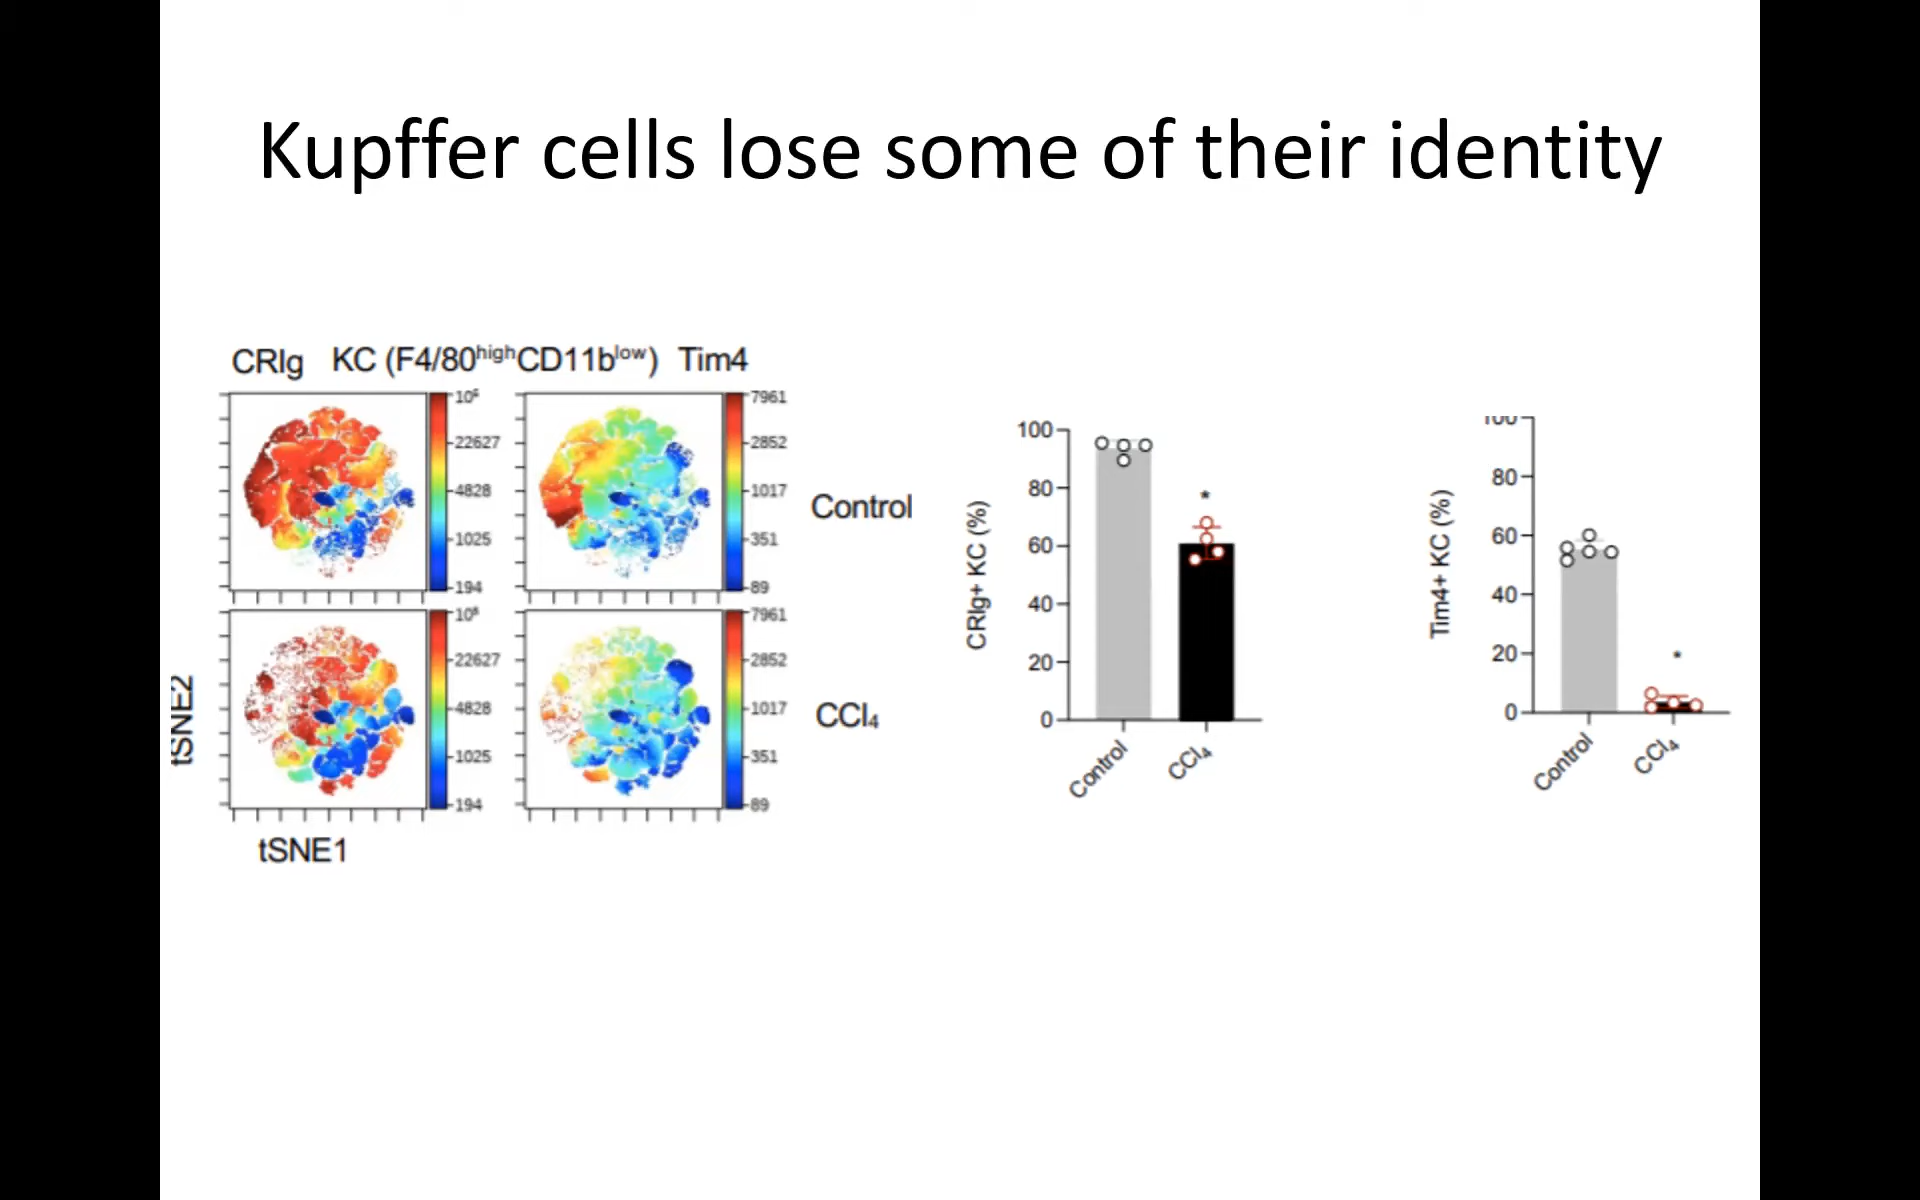 Kupffer cells lose some of their identity
CRIg KC (F4/80highCD11blow) Tim4
10⁵
22627
4828
1025
194
7961
2852
1017
351
89
Control
10⁵
22627
4828
1025
194
7961
2852
1017
351
89
CCl₄
tSNE2
tSNE1
CRIg+ KC (%)
100
80
60
40
20
0
*
Control
CCl₄
Tim4+ KC (%)
100
80
60
40
20
0
*
Control
CCl₄